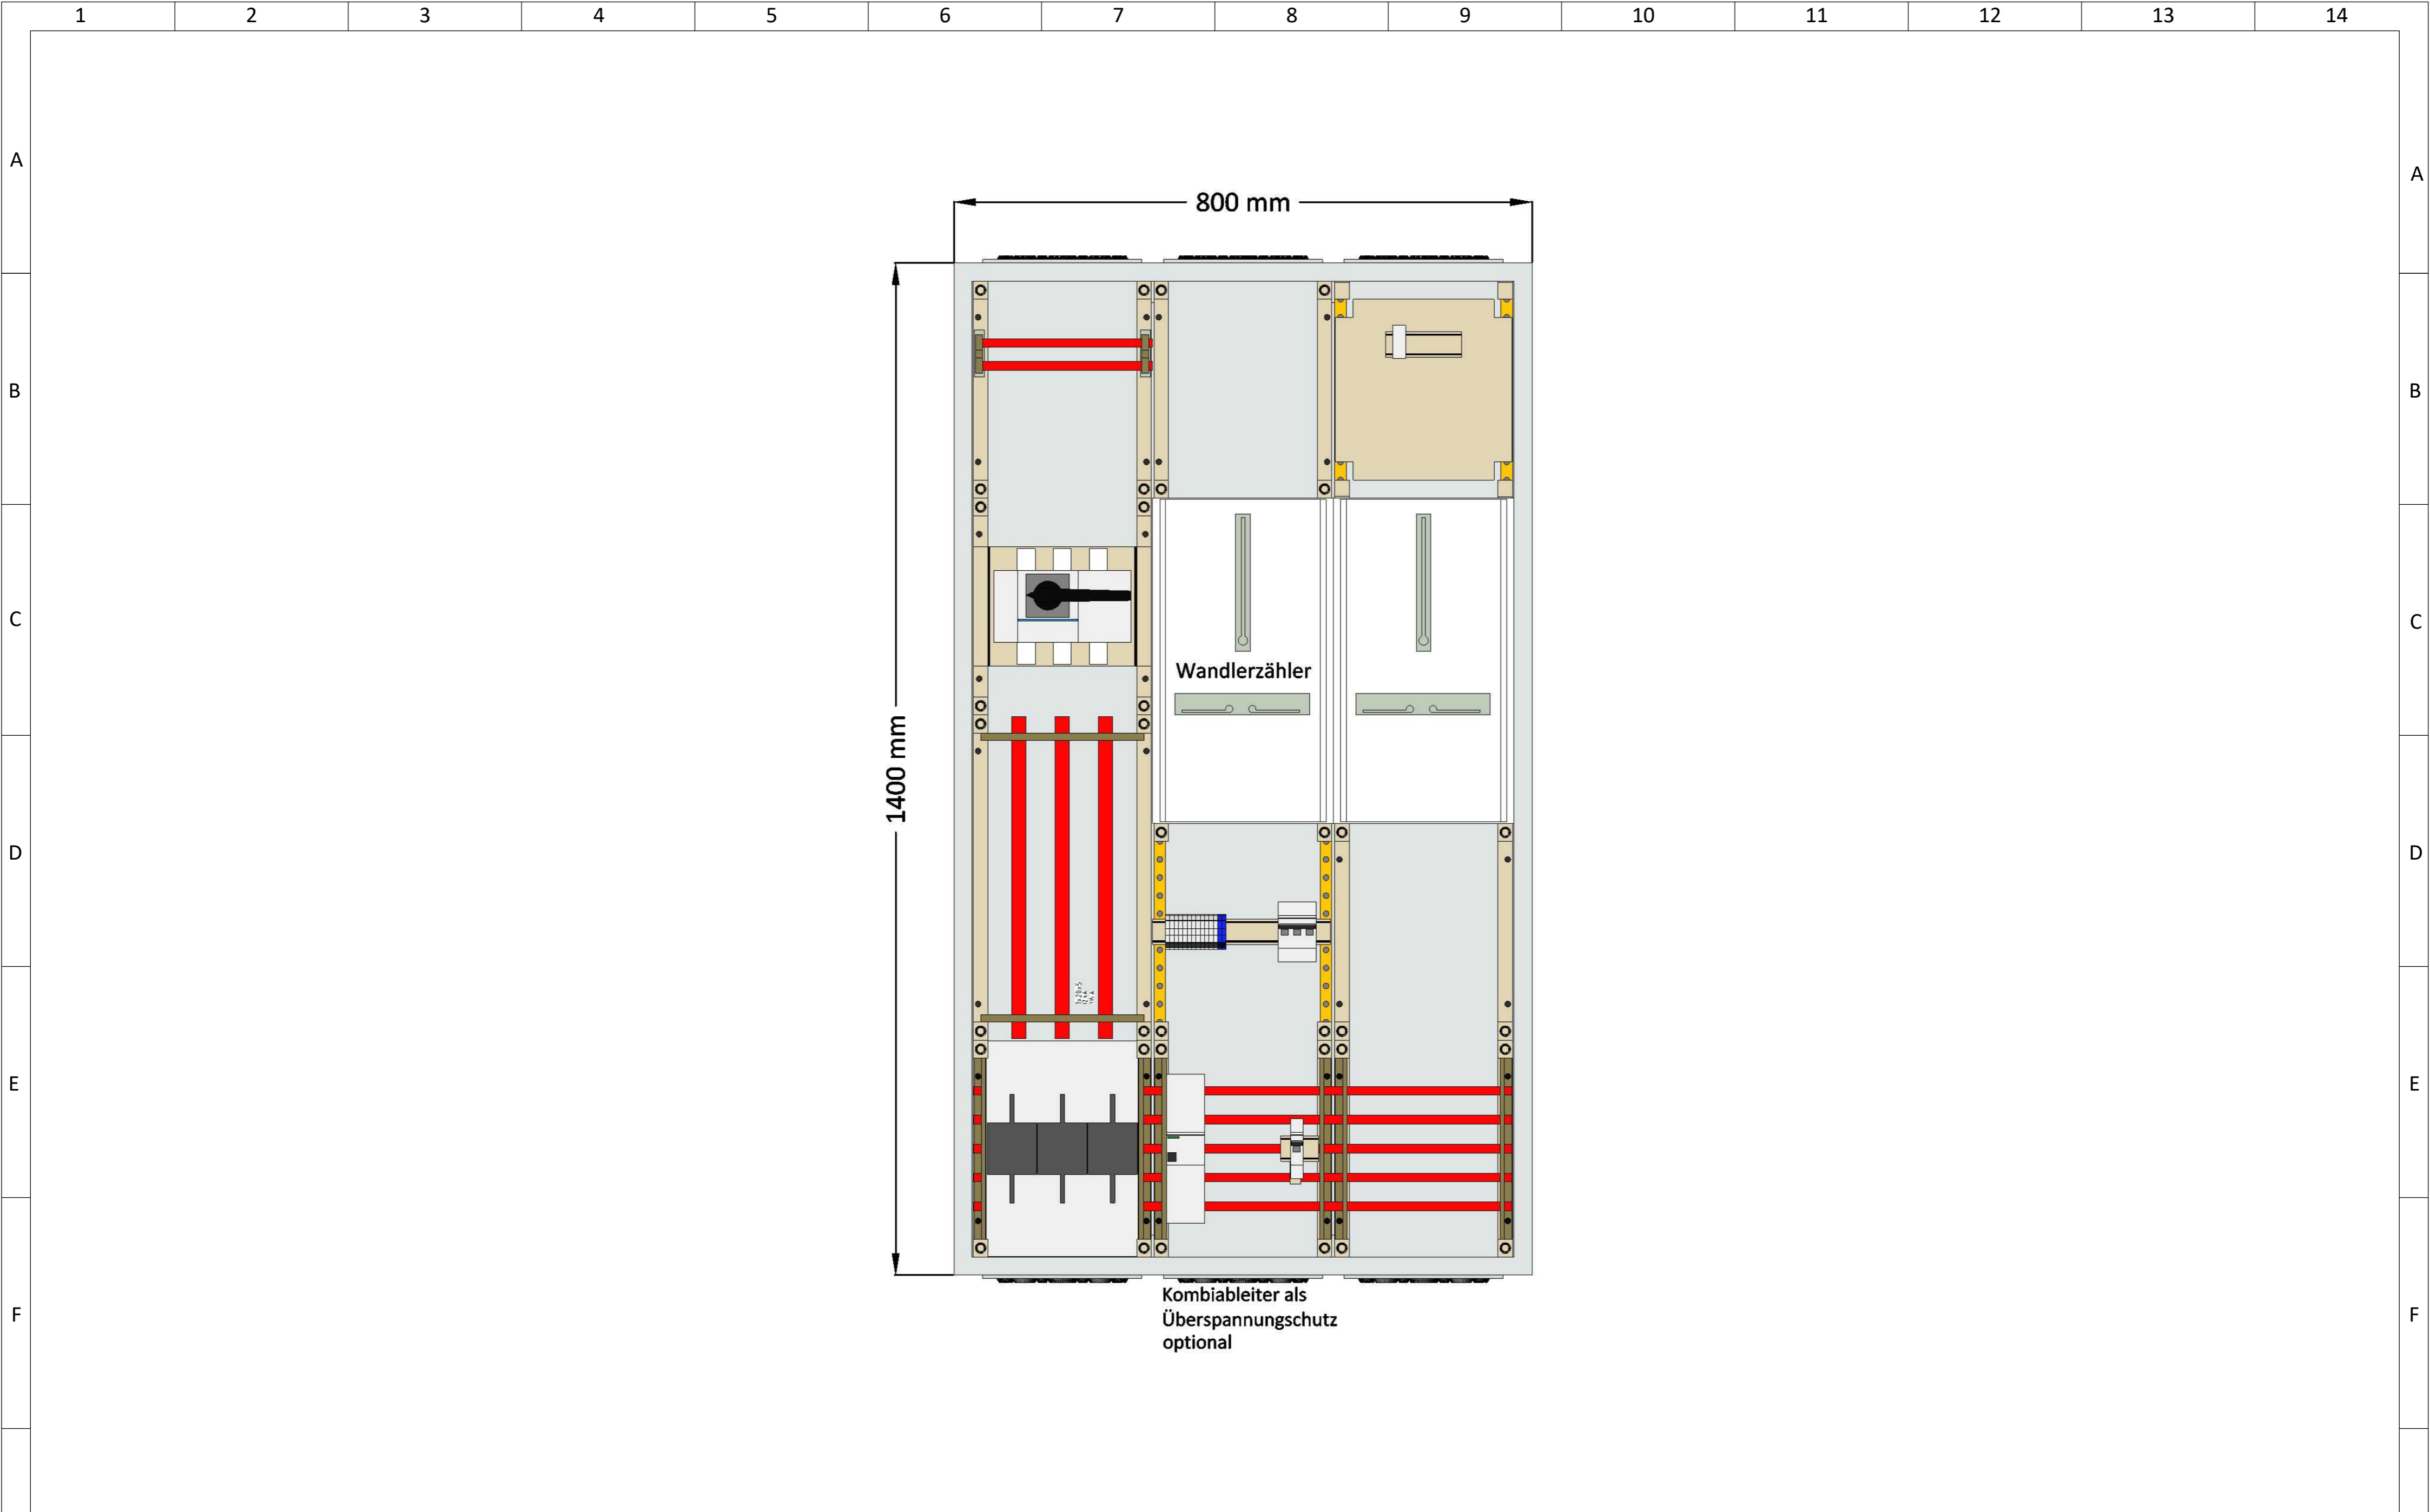 1 2 3 4 5 6 7 8 9 10 11 12 13 14
A A
800 mm
B B
C C
Wandlerzähler
1400 mm
D D
E E
Kombiableiter als
Überspannungschutz
optional
F F